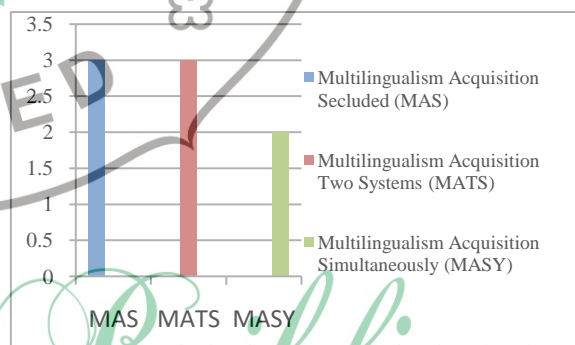 3.5
3
2.5
2
1.5
1
0.5
0
MAS MATS MASY
Multilingualism Acquisition
Secluded (MAS)
Multilingualism Acquisition
Two Systems (MATS)
Multilingualism Acquisition
Simultaneously (MASY)